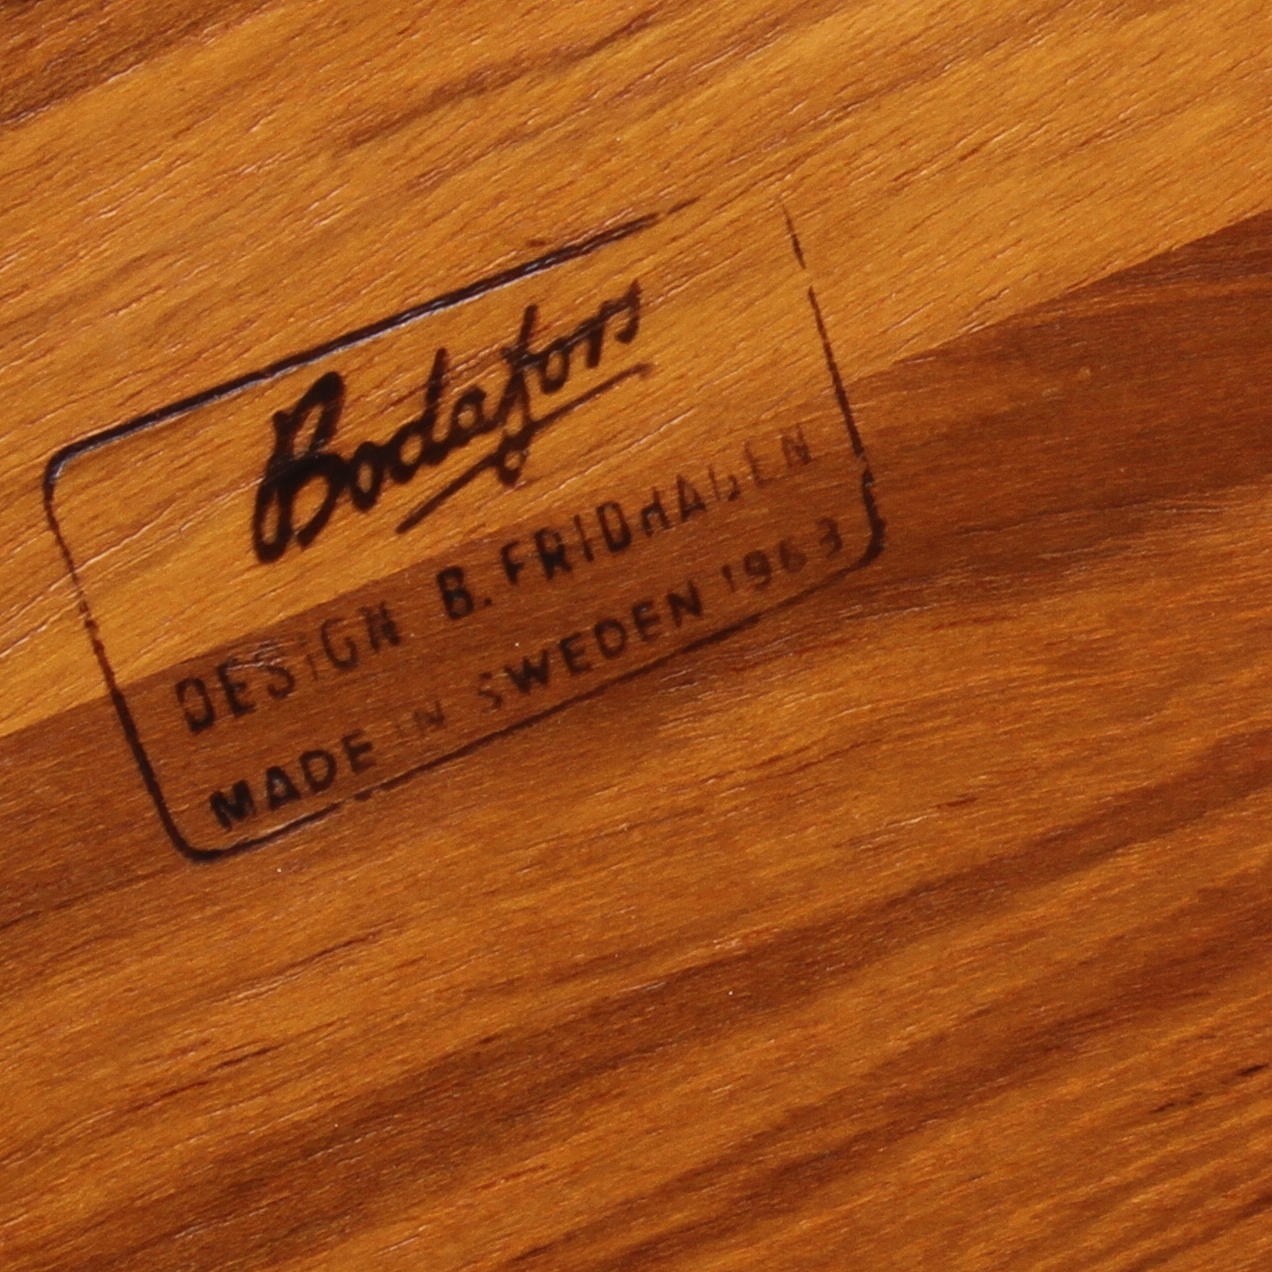 Bodafors
DESIGN B. FRIDHAGEN
MADE IN SWEDEN 1963